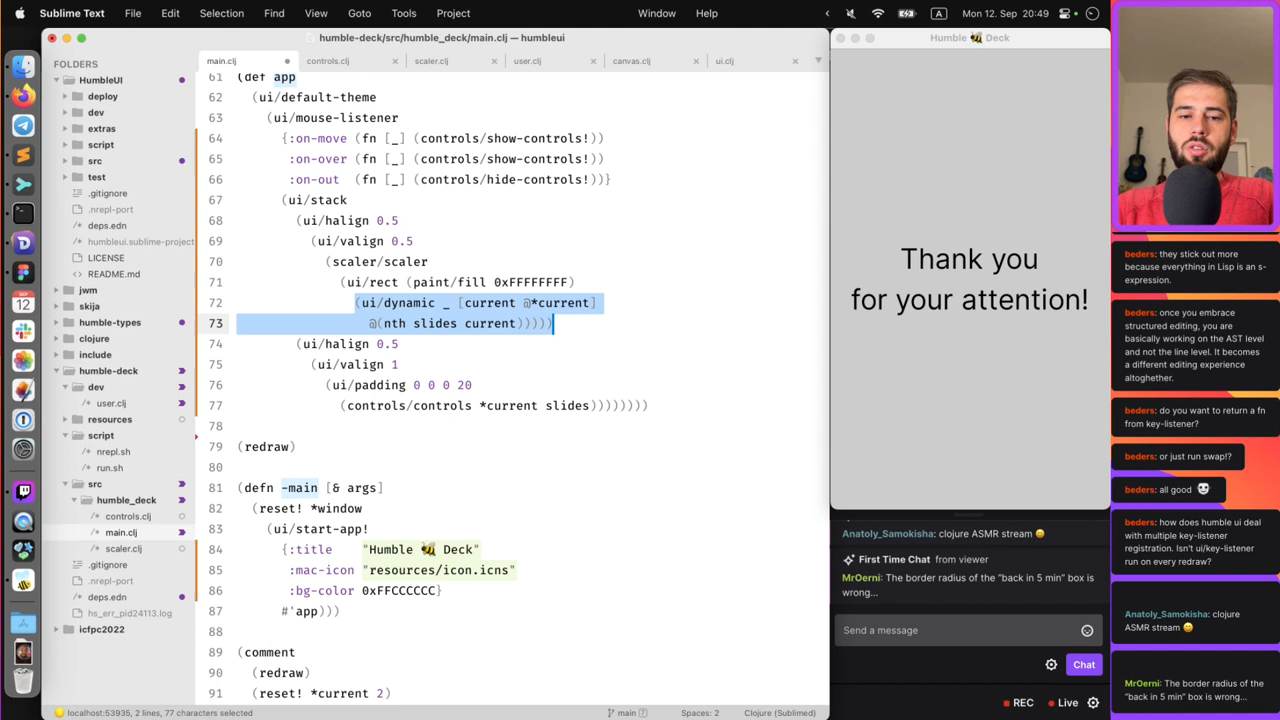 Sublime Text File Edit Selection Find View Goto Tools Project Window Help A Mon 12. Sep 20:49
humble-deck/src/humble_deck/main.clj — humbleui
main.clj controls.clj scaler.clj user.clj canvas.clj ui.clj
FOLDERS
HumbleUI
deploy
dev
extras
script
src
test
.gitignore
.nrepl-port
deps.edn
humbleui.sublime-project
LICENSE
README.md
jwm
skija
humble-types
clojure
include
humble-deck
dev
user.clj
resources
script
nrepl.sh
run.sh
src
humble_deck
controls.clj
main.clj
scaler.clj
.gitignore
.nrepl-port
deps.edn
hs_err_pid24113.log
icfpc2022
SEP
12
61 (def app
62 (ui/default-theme
63 (ui/mouse-listener
64 {:on-move (fn [_] (controls/show-controls!))
65 :on-over (fn [_] (controls/show-controls!))
66 :on-out (fn [_] (controls/hide-controls!))}
67 (ui/stack
68 (ui/halign 0.5
69 (ui/valign 0.5
70 (scaler/scaler
71 (ui/rect (paint/fill 0xFFFFFFFF)
72 (ui/dynamic _ [current @*current]
73 @(nth slides current)))))
74 (ui/halign 0.5
75 (ui/valign 1
76 (ui/padding 0 0 0 20
77 (controls/controls *current slides))))))))
78
79 (redraw)
80
81 (defn -main [& args]
82 (reset! *window
83 (ui/start-app!
84 {:title "Humble 🐝 Deck"
85 :mac-icon "resources/icon.icns"
86 :bg-color 0xFFCCCCCC}
87 #'app)))
88
89 (comment
90 (redraw)
91 (reset! *current 2)
localhost:53935, 2 lines, 77 characters selected main (7) Spaces: 2 Clojure (Sublimed)
Humble 🐝 Deck
Thank you
for your attention!
Anatoly_Samokisha: clojure ASMR stream 😄
First Time Chat from viewer
MrOerni: The border radius of the "back in 5 min" box is
wrong...
Send a message
Chat
REC Live
beders: they stick out more
because everything in Lisp is an s-
expression.
beders: once you embrace
structured editing, you are
basically working on the AST level
and not the line level. It becomes
a different editing experience
altoghether.
beders: do you want to return a fn
from key-listener?
beders: or just run swap!?
beders: all good
beders: how does humble ui deal
with multiple key-listener
registration. Isn't ui/key-listener
run on every redraw?
Anatoly_Samokisha: clojure
ASMR stream 😄
MrOerni: The border radius of the
"back in 5 min" box is wrong...